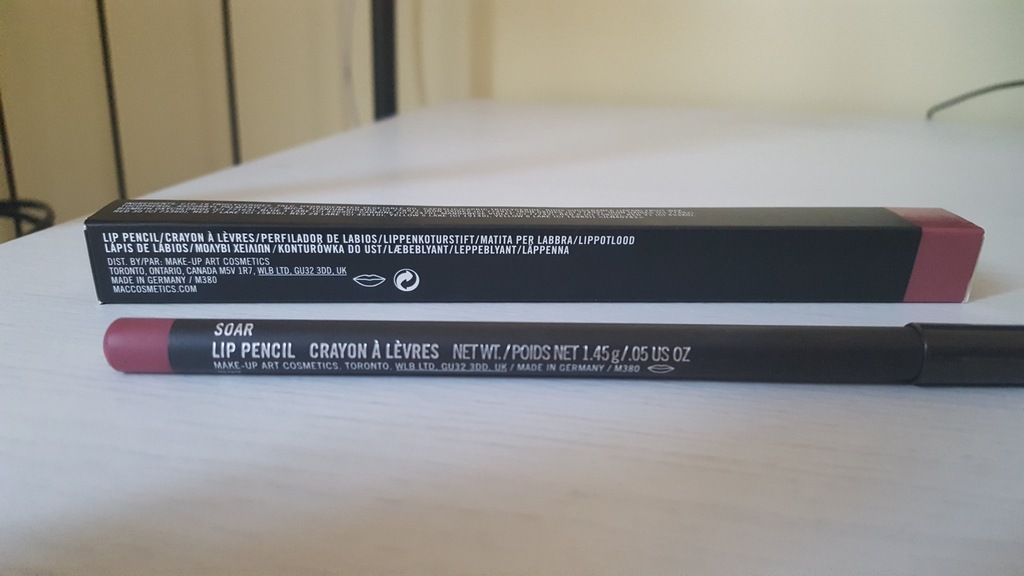 LIP PENCIL/CRAYON À LÈVRES/PERFILADOR DE LABIOS/LIPPENKOTURSTIFT/MATITA PER LABBRA/LIPPOTLOOD
LÁPIS DE LÁBIOS/ΜΟΛΥΒΙ ΧΕΙΛΙΩΝ/KONTURÓWKA DO UST/LÆBEBLYANT/LEPPEBLYANT/LÄPPENNA
DIST. BY/PAR: MAKE-UP ART COSMETICS
TORONTO, ONTARIO, CANADA M5V 1R7, WLB LTD, GU32 3DD, UK
MADE IN GERMANY / M380
MACCOSMETICS.COM
SOAR
LIP PENCIL CRAYON À LÈVRES NET WT./POIDS NET 1.45g/.05 US OZ
MAKE-UP ART COSMETICS, TORONTO, WLB LTD, GU32 3DD, UK / MADE IN GERMANY / M380